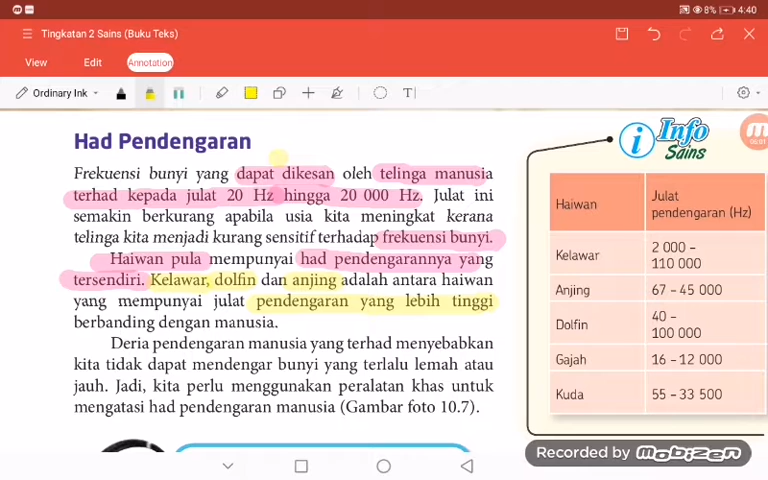 8% 4:40
Tingkatan 2 Sains (Buku Teks)
View Edit Annotation
Ordinary Ink T
Had Pendengaran
Frekuensi bunyi yang dapat dikesan oleh telinga manusia
terhad kepada julat 20 Hz hingga 20 000 Hz. Julat ini
semakin berkurang apabila usia kita meningkat kerana
telinga kita menjadi kurang sensitif terhadap frekuensi bunyi.
Haiwan pula mempunyai had pendengarannya yang
tersendiri. Kelawar, dolfin dan anjing adalah antara haiwan
yang mempunyai julat pendengaran yang lebih tinggi
berbanding dengan manusia.
Deria pendengaran manusia yang terhad menyebabkan
kita tidak dapat mendengar bunyi yang terlalu lemah atau
jauh. Jadi, kita perlu menggunakan peralatan khas untuk
mengatasi had pendengaran manusia (Gambar foto 10.7).
i Info
Sains
Haiwan Julat
pendengaran (Hz)
Kelawar 2 000 –
110 000
Anjing 67 – 45 000
Dolfin 40 –
100 000
Gajah 16 – 12 000
Kuda 55 – 33 500
Recorded by Mobizen